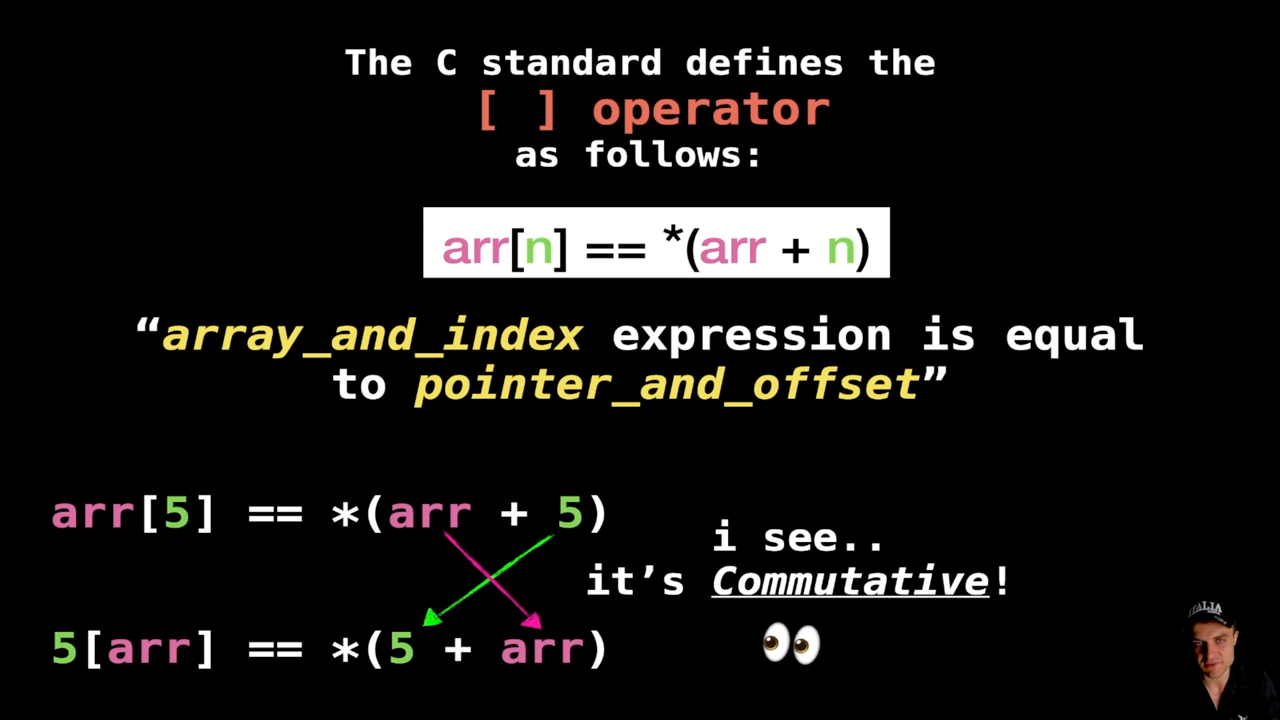 The C standard defines the
[ ] operator
as follows:
arr[n] == *(arr + n)
“array_and_index expression is equal
to pointer_and_offset”
arr[5] == *(arr + 5)
i see..
it’s Commutative!
5[arr] == *(5 + arr)
ITALIA